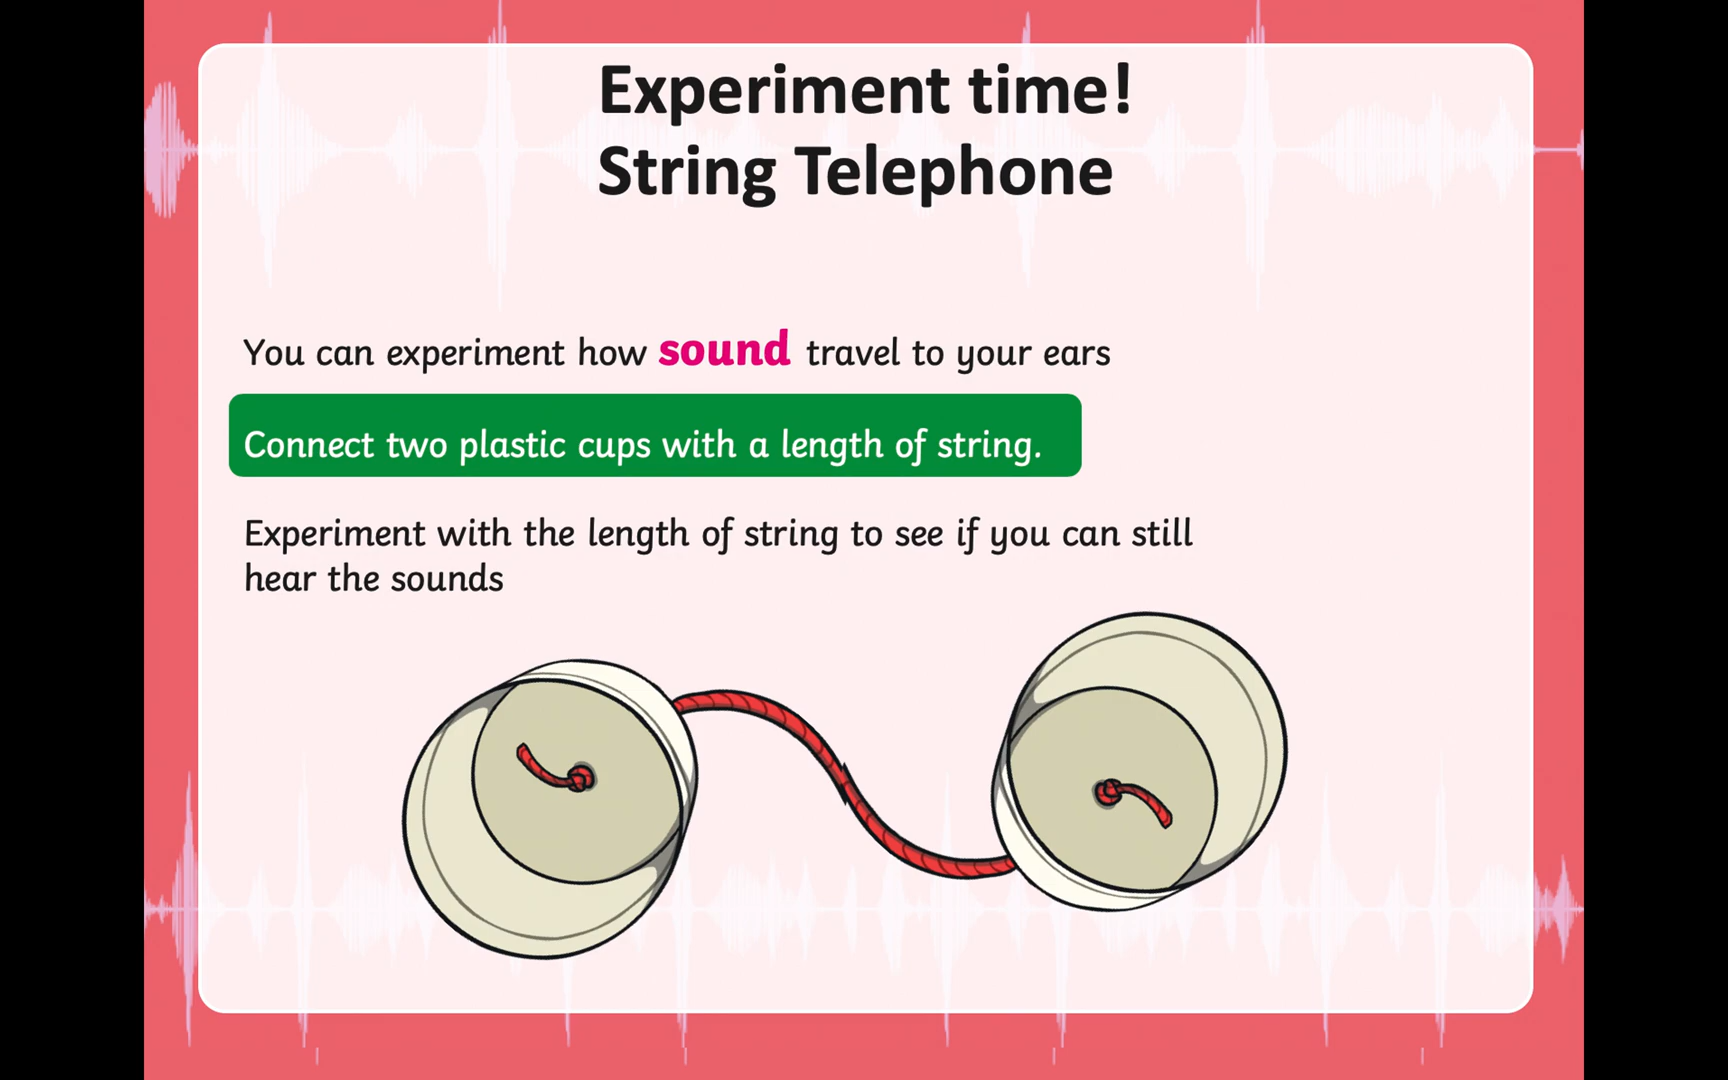 Experiment time!
String Telephone
You can experiment how sound travel to your ears
Connect two plastic cups with a length of string.
Experiment with the length of string to see if you can still
hear the sounds